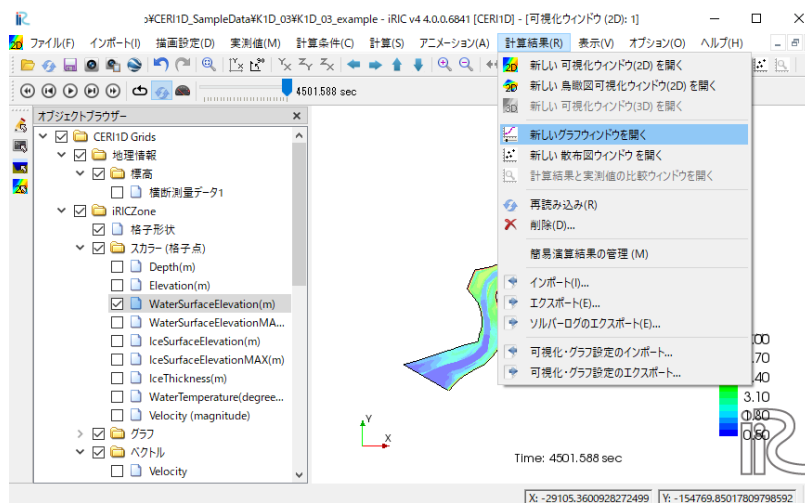 ɔ¥CERI1D_SampleData¥K1D_03¥K1D_03_example - iRIC v4 4.0.0.6841 [CERI1D] - [可視化ウィンドウ (2D): 1]
ファイル(F) インポート(I) 描画設定(D) 実測値(M) 計算条件(C) 計算(S) アニメーション(A) 計算結果(R) 表示(V) オプション(O) ヘルプ(H)
4501.588 sec
オブジェクトブラウザー
CERI1D Grids
地理情報
標高
横断測量データ1
iRICZone
格子形状
スカラー (格子点)
Depth(m)
Elevation(m)
WaterSurfaceElevation(m)
WaterSurfaceElevationMA...
IceSurfaceElevation(m)
IceSurfaceElevationMAX(m)
IceThickness(m)
WaterTemperature(degree...
Velocity (magnitude)
グラフ
ベクトル
Velocity
新しい 可視化ウィンドウ(2D) を開く
新しい 鳥瞰図可視化ウィンドウ(2D) を開く
新しい 可視化ウィンドウ(3D) を開く
新しいグラフウィンドウを開く
新しい 散布図ウィンドウ を開く
計算結果と実測値の比較ウィンドウを開く
再読み込み(R)
削除(D)...
簡易演算結果の管理 (M)
インポート(I)...
エクスポート(E)...
ソルバーログのエクスポート(E)...
可視化・グラフ設定のインポート...
可視化・グラフ設定のエクスポート...
.00
.70
.40
3.10
1.80
0.50
Y
X
Time: 4501.588 sec
iRIC
X: -29105.3600928272499 Y: -154769.85017809798592